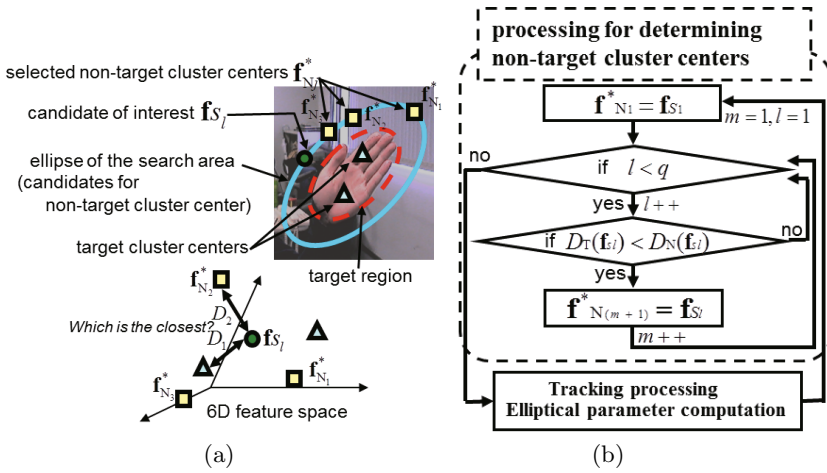 selected non-target cluster centers f*Nj
f*N3
f*N2
f*N1
candidate of interest fSl
ellipse of the search area
(candidates for
non-target cluster center)
target cluster centers
target region
f*N2
Which is the closest?
D2
D1
fSl
f*N3
f*N1
6D feature space
(a)
processing for determining
non-target cluster centers
f*N1 = fS1
m = 1, l = 1
no
if l < q
yes
l ++
if DT(fsl) < DN(fsl)
no
yes
f*N(m + 1) = fSl
m ++
Tracking processing
Elliptical parameter computation
(b)